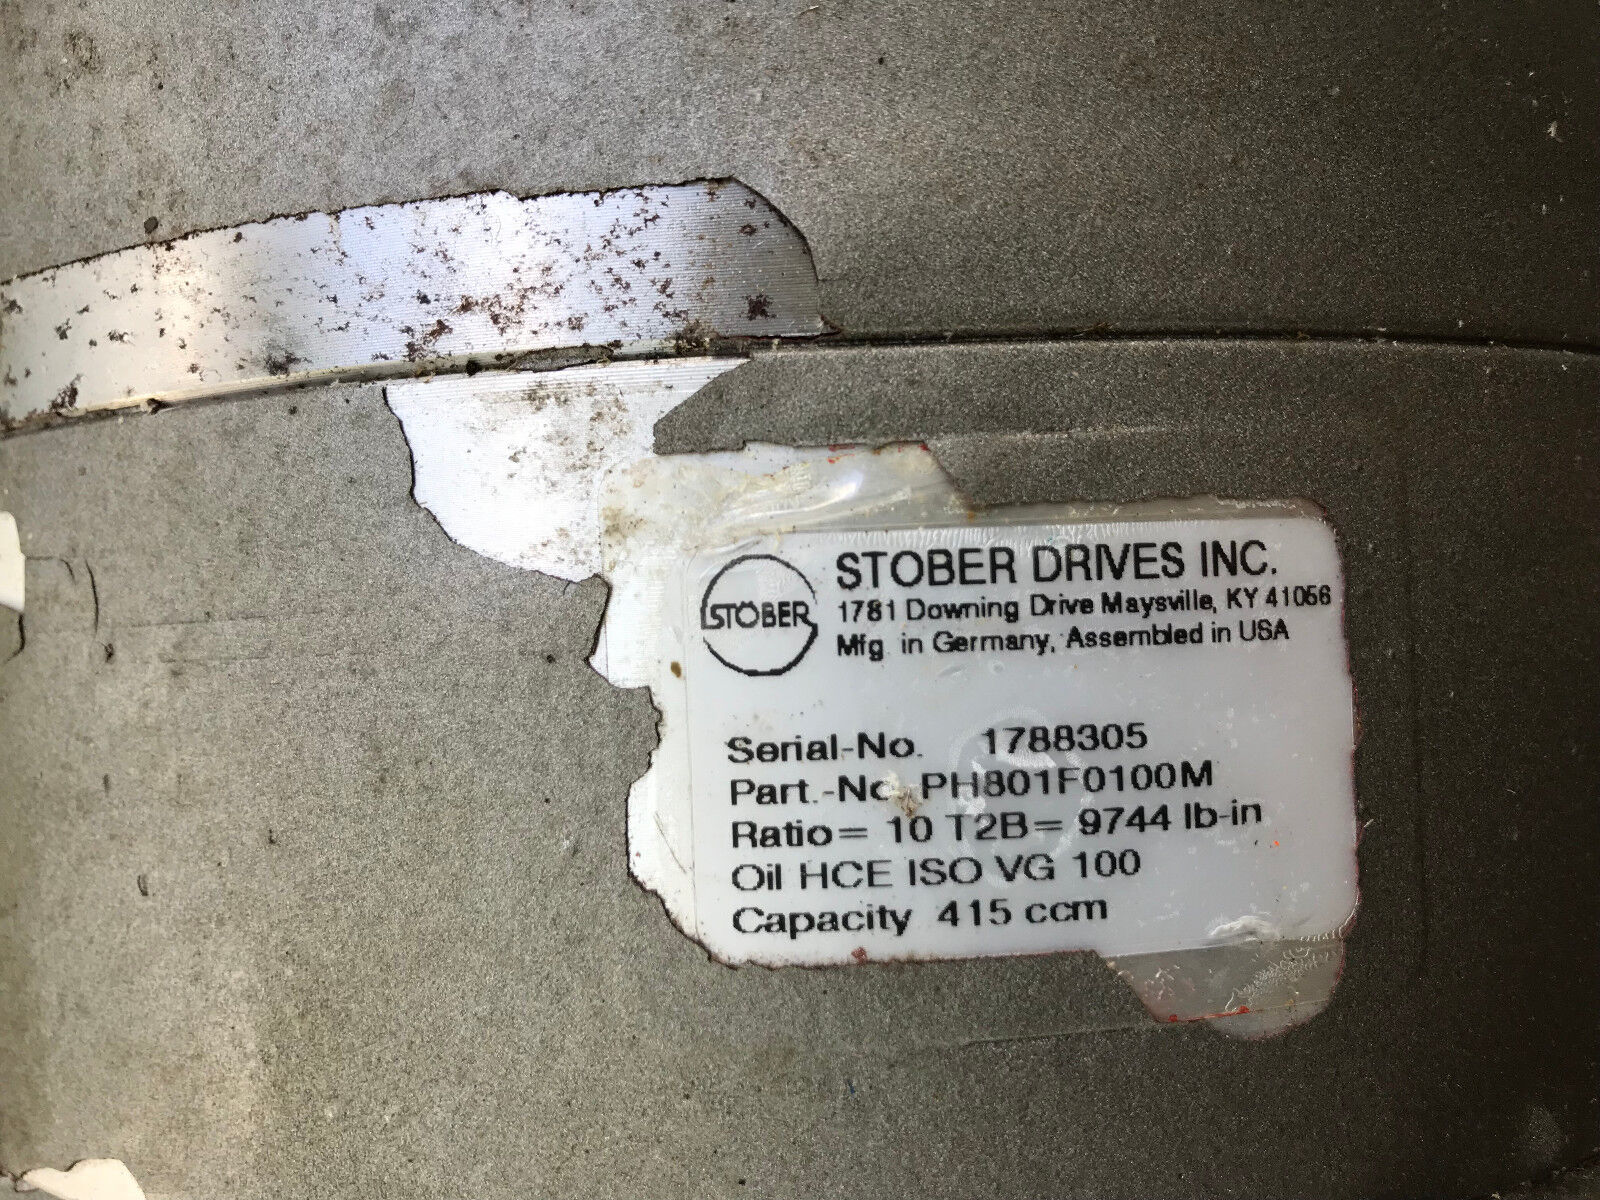 STÖBER
STOBER DRIVES INC.
1781 Downing Drive Maysville, KY 41056
Mfg. in Germany, Assembled in USA
Serial-No. 1788305
Part.-No. PH801F0100M
Ratio= 10 T2B= 9744 lb-in
Oil HCE ISO VG 100
Capacity 415 ccm